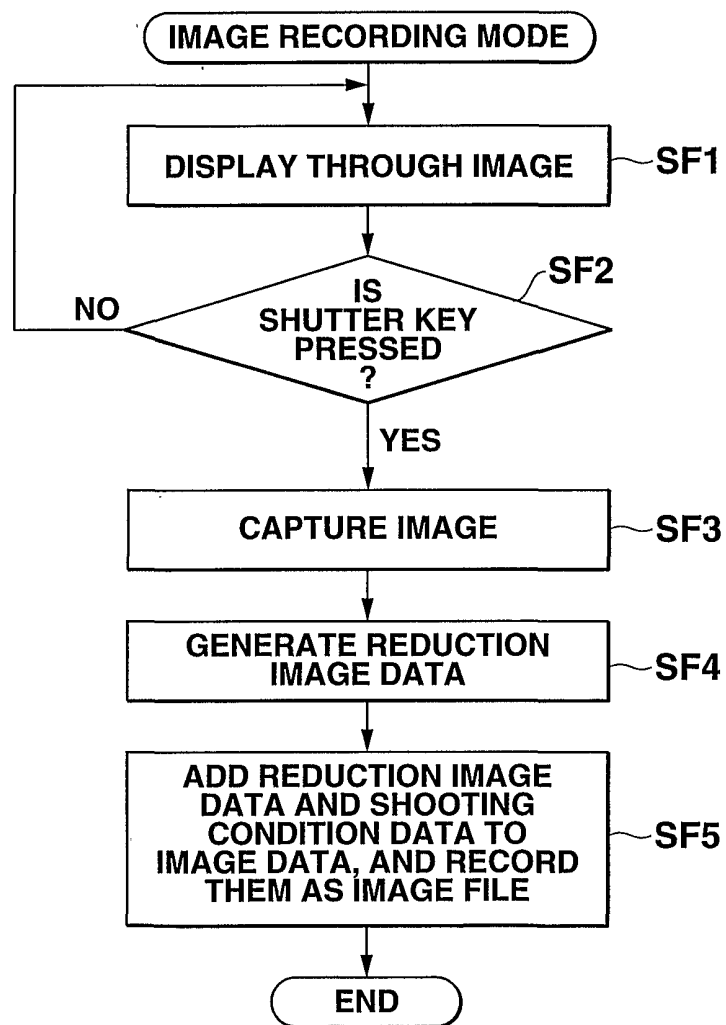 IMAGE RECORDING MODE
DISPLAY THROUGH IMAGE
SF1
IS
SHUTTER KEY
PRESSED
?
SF2
NO
YES
CAPTURE IMAGE
SF3
GENERATE REDUCTION
IMAGE DATA
SF4
ADD REDUCTION IMAGE
DATA AND SHOOTING
CONDITION DATA TO
IMAGE DATA, AND RECORD
THEM AS IMAGE FILE
SF5
END